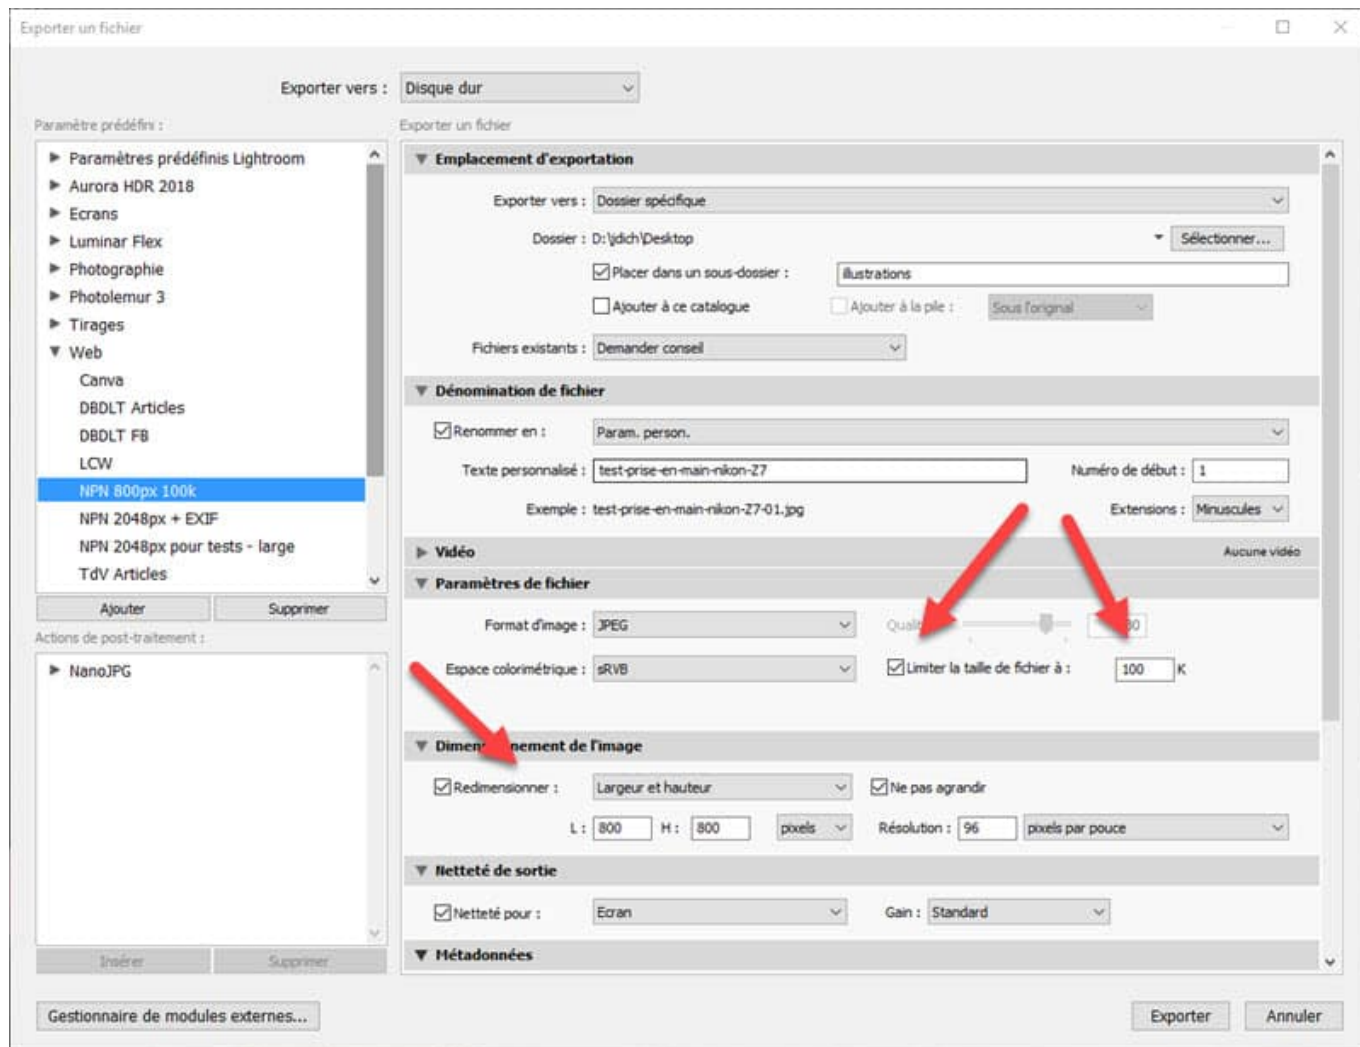 Exporter un fichier
Exporter vers : Disque dur
Paramètre prédéfini :
Paramètres prédéfinis Lightroom
Aurora HDR 2018
Ecrans
Luminar Flex
Photographie
Photolemur 3
Tirages
Web
Canva
DBDLT Articles
DBDLT FB
LCW
NPN 800px 100k
NPN 2048px + EXIF
NPN 2048px pour tests - large
TdV Articles
Ajouter Supprimer
Actions de post-traitement :
NanoJPG
Insérer Supprimer
Exporter un fichier
Emplacement d'exportation
Exporter vers : Dossier spécifique
Dossier : D:\jdich\Desktop Sélectionner...
Placer dans un sous-dossier : illustrations
Ajouter à ce catalogue Ajouter à la pile : Sous l'original
Fichiers existants : Demander conseil
Dénomination de fichier
Renommer en : Param. person.
Texte personnalisé : test-prise-en-main-nikon-Z7 Numéro de début : 1
Exemple : test-prise-en-main-nikon-Z7-01.jpg Extensions : Minuscules
Vidéo Aucune vidéo
Paramètres de fichier
Format d'image : JPEG
Espace colorimétrique : sRVB Limiter la taille de fichier à : 100 K
de l'image
Redimensionner : Largeur et hauteur Ne pas agrandir
L : 800 H : 800 pixels Résolution : 96 pixels par pouce
Netteté de sortie
Netteté pour : Ecran Gain : Standard
Métadonnées
Gestionnaire de modules externes... Exporter Annuler